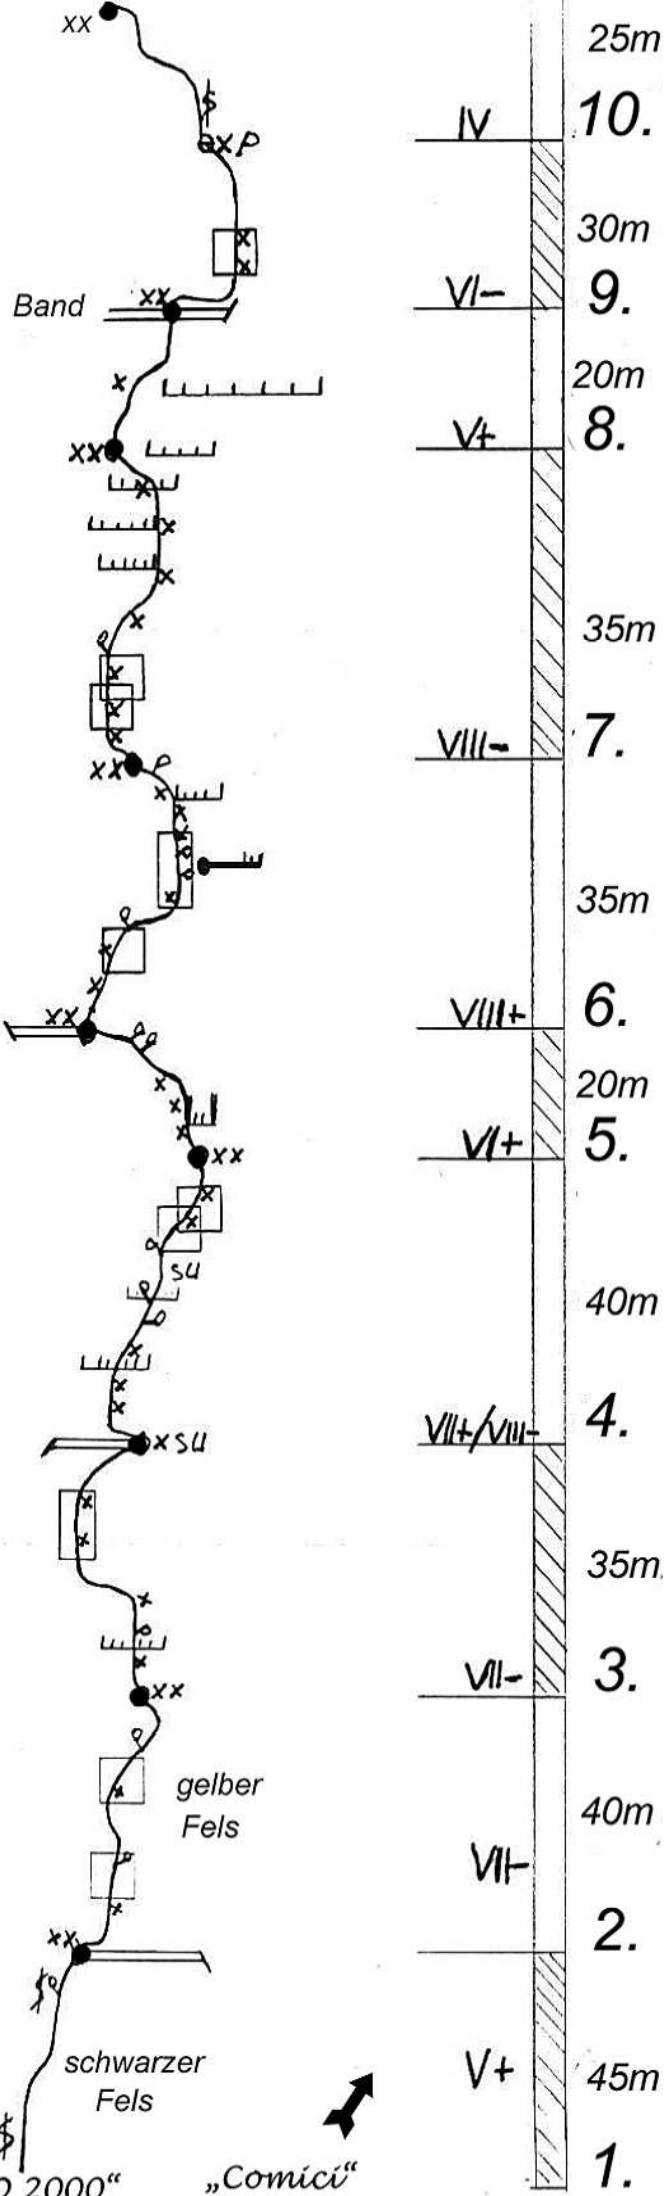 xx
25m
10.
IV
xP
30m
9.
VI-
xx
Band
20m
8.
V+
xx
35m
7.
VIII-
xx
35m
6.
VIII+
xx
20m
5.
VI+
xx
SU
40m
4.
VII+/VIII-
xSU
35m
3.
VII-
xx
gelber
Fels
40m
VII-
2.
xx
schwarzer
Fels
V+
45m
1.
2000“
„Comici“